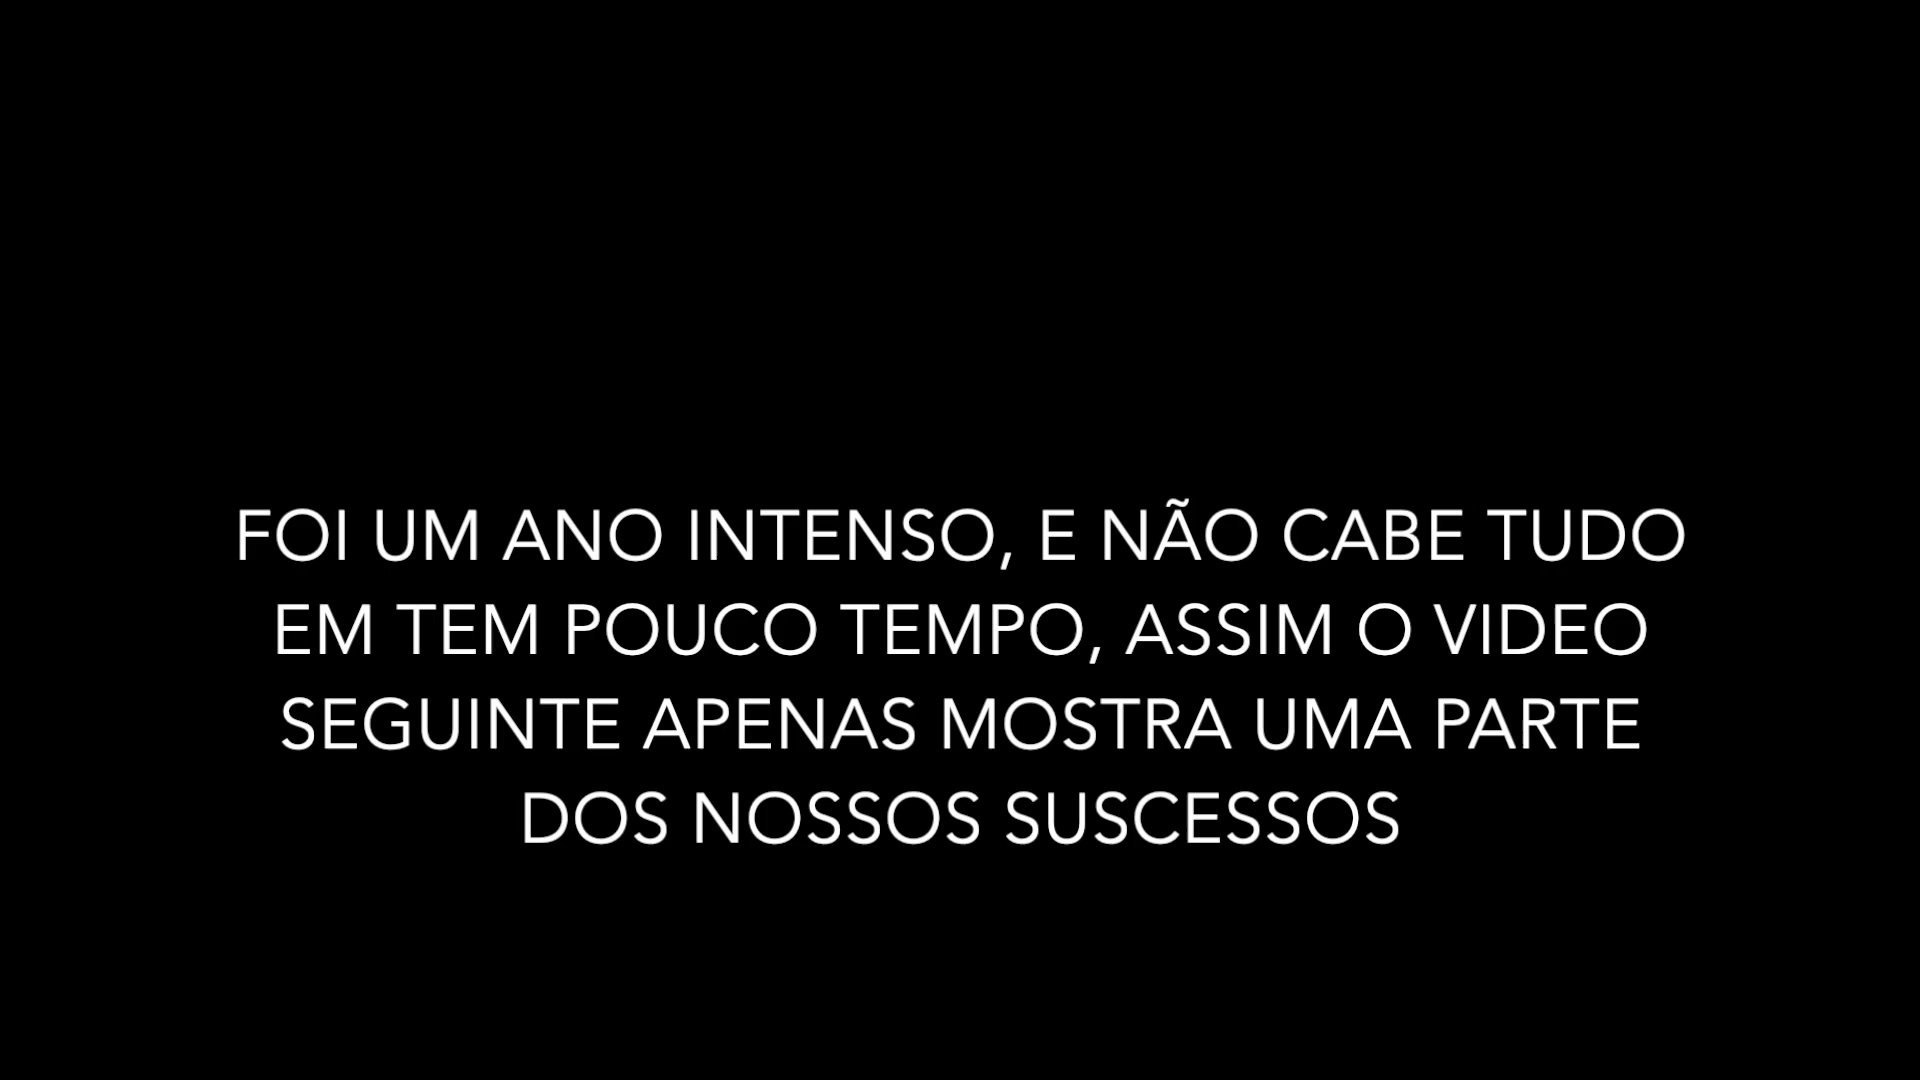 FOI UM ANO INTENSO, E NÃO CABE TUDO
EM TEM POUCO TEMPO, ASSIM O VIDEO
SEGUINTE APENAS MOSTRA UMA PARTE
DOS NOSSOS SUSCESSOS